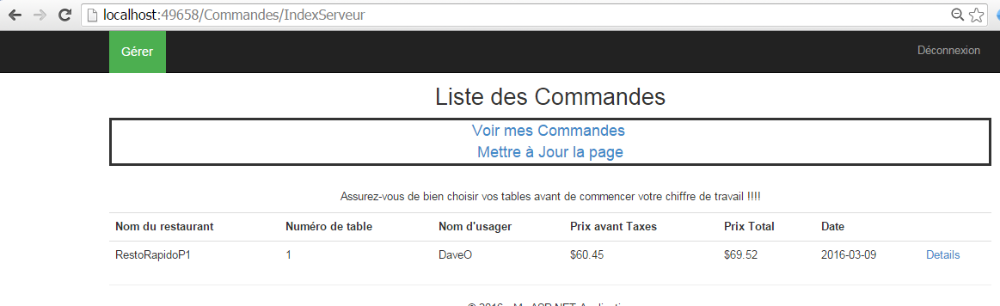 localhost:49658/Commandes/IndexServeur
Gérer Déconnexion
Liste des Commandes
Voir mes Commandes
Mettre à Jour la page
Assurez-vous de bien choisir vos tables avant de commencer votre chiffre de travail !!!!
Nom du restaurant Numéro de table Nom d'usager Prix avant Taxes Prix Total Date
RestoRapidoP1 1 DaveO $60.45 $69.52 2016-03-09 Details
© 2016 - My ASP.NET Application